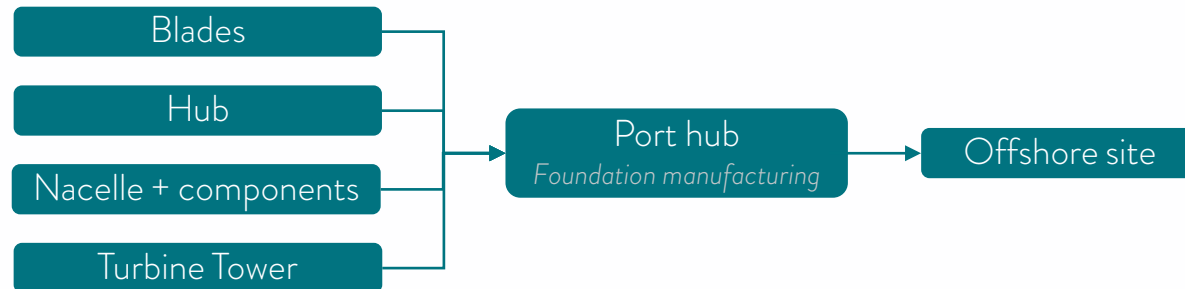 Blades
Hub
Nacelle + components
Turbine Tower
Port hub
Foundation manufacturing
Offshore site